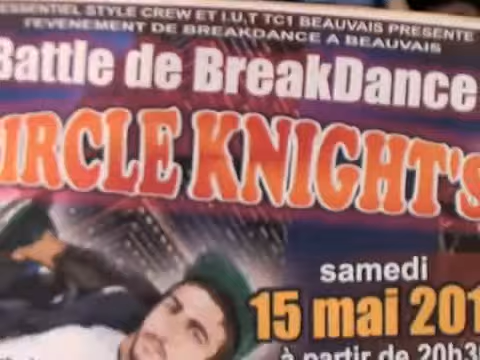 ESSENTIEL STYLE CREW ET I.U.T TC1 BEAUVAIS PRESENTE
l'EVENEMENT DE BREAKDANCE A BEAUVAIS
Battle de BreakDance
IRCLE KNIGHT'S
samedi
15 mai 201
à partir de 20h3